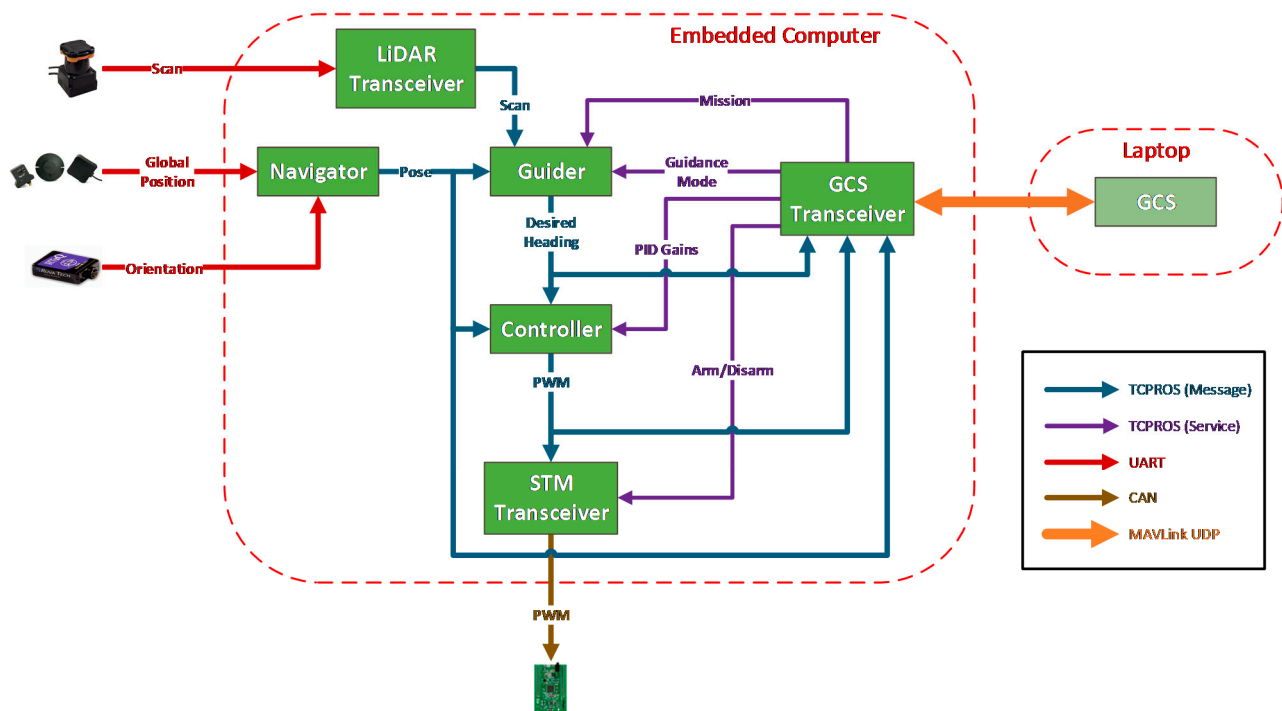 Embedded Computer
LiDAR
Transceiver
Scan
Scan
Mission
Laptop
Global
Position
Navigator
Pose
Guider
Guidance
Mode
GCS
Transceiver
GCS
Desired
Heading
PID Gains
Orientation
Controller
PWM
Arm/Disarm
STM
Transceiver
PWM
TCPROS (Message)
TCPROS (Service)
UART
CAN
MAVLink UDP